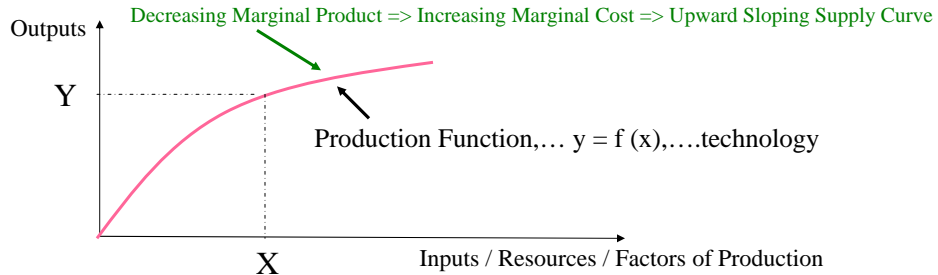 Decreasing Marginal Product => Increasing Marginal Cost => Upward Sloping Supply Curve
Outputs
Y
Production Function,… y = f (x),….technology
X
Inputs / Resources / Factors of Production